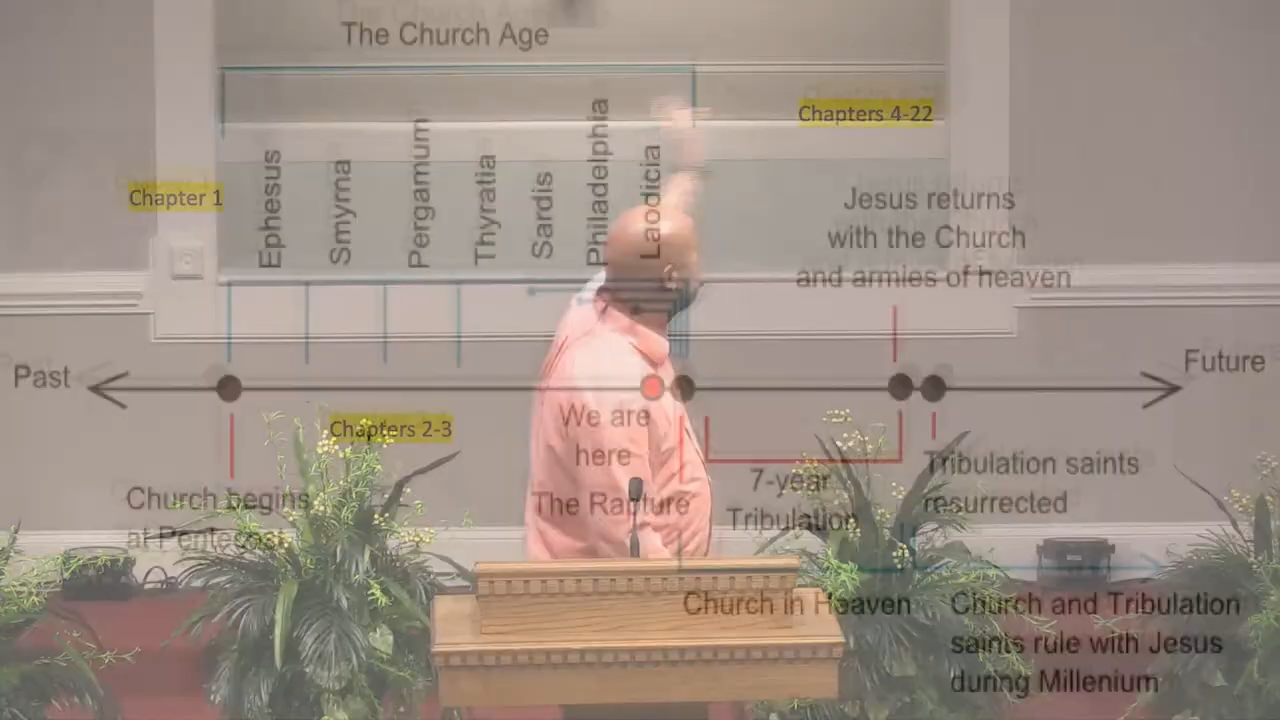 The Church Age
Chapters 4-22
Chapter 1
Ephesus
Smyrna
Pergamum
Thyratia
Sardis
Philadelphia
Laodicia
Jesus returns
with the Church
and armies of heaven
Past
Future
We are
here
Chapters 2-3
The Rapture
7-year
Tribulation
Tribulation saints
resurrected
Church begins
at Pentecost
Church in Heaven
Church and Tribulation
saints rule with Jesus
during Millenium